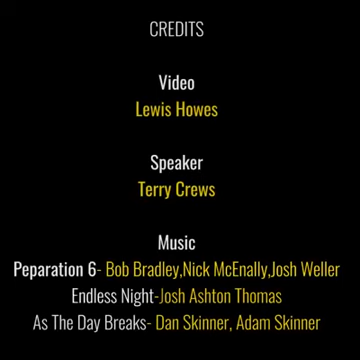 CREDITS
Video
Lewis Howes
Speaker
Terry Crews
Music
Peparation 6- Bob Bradley,Nick McEnally,Josh Weller
Endless Night-Josh Ashton Thomas
As The Day Breaks- Dan Skinner, Adam Skinner